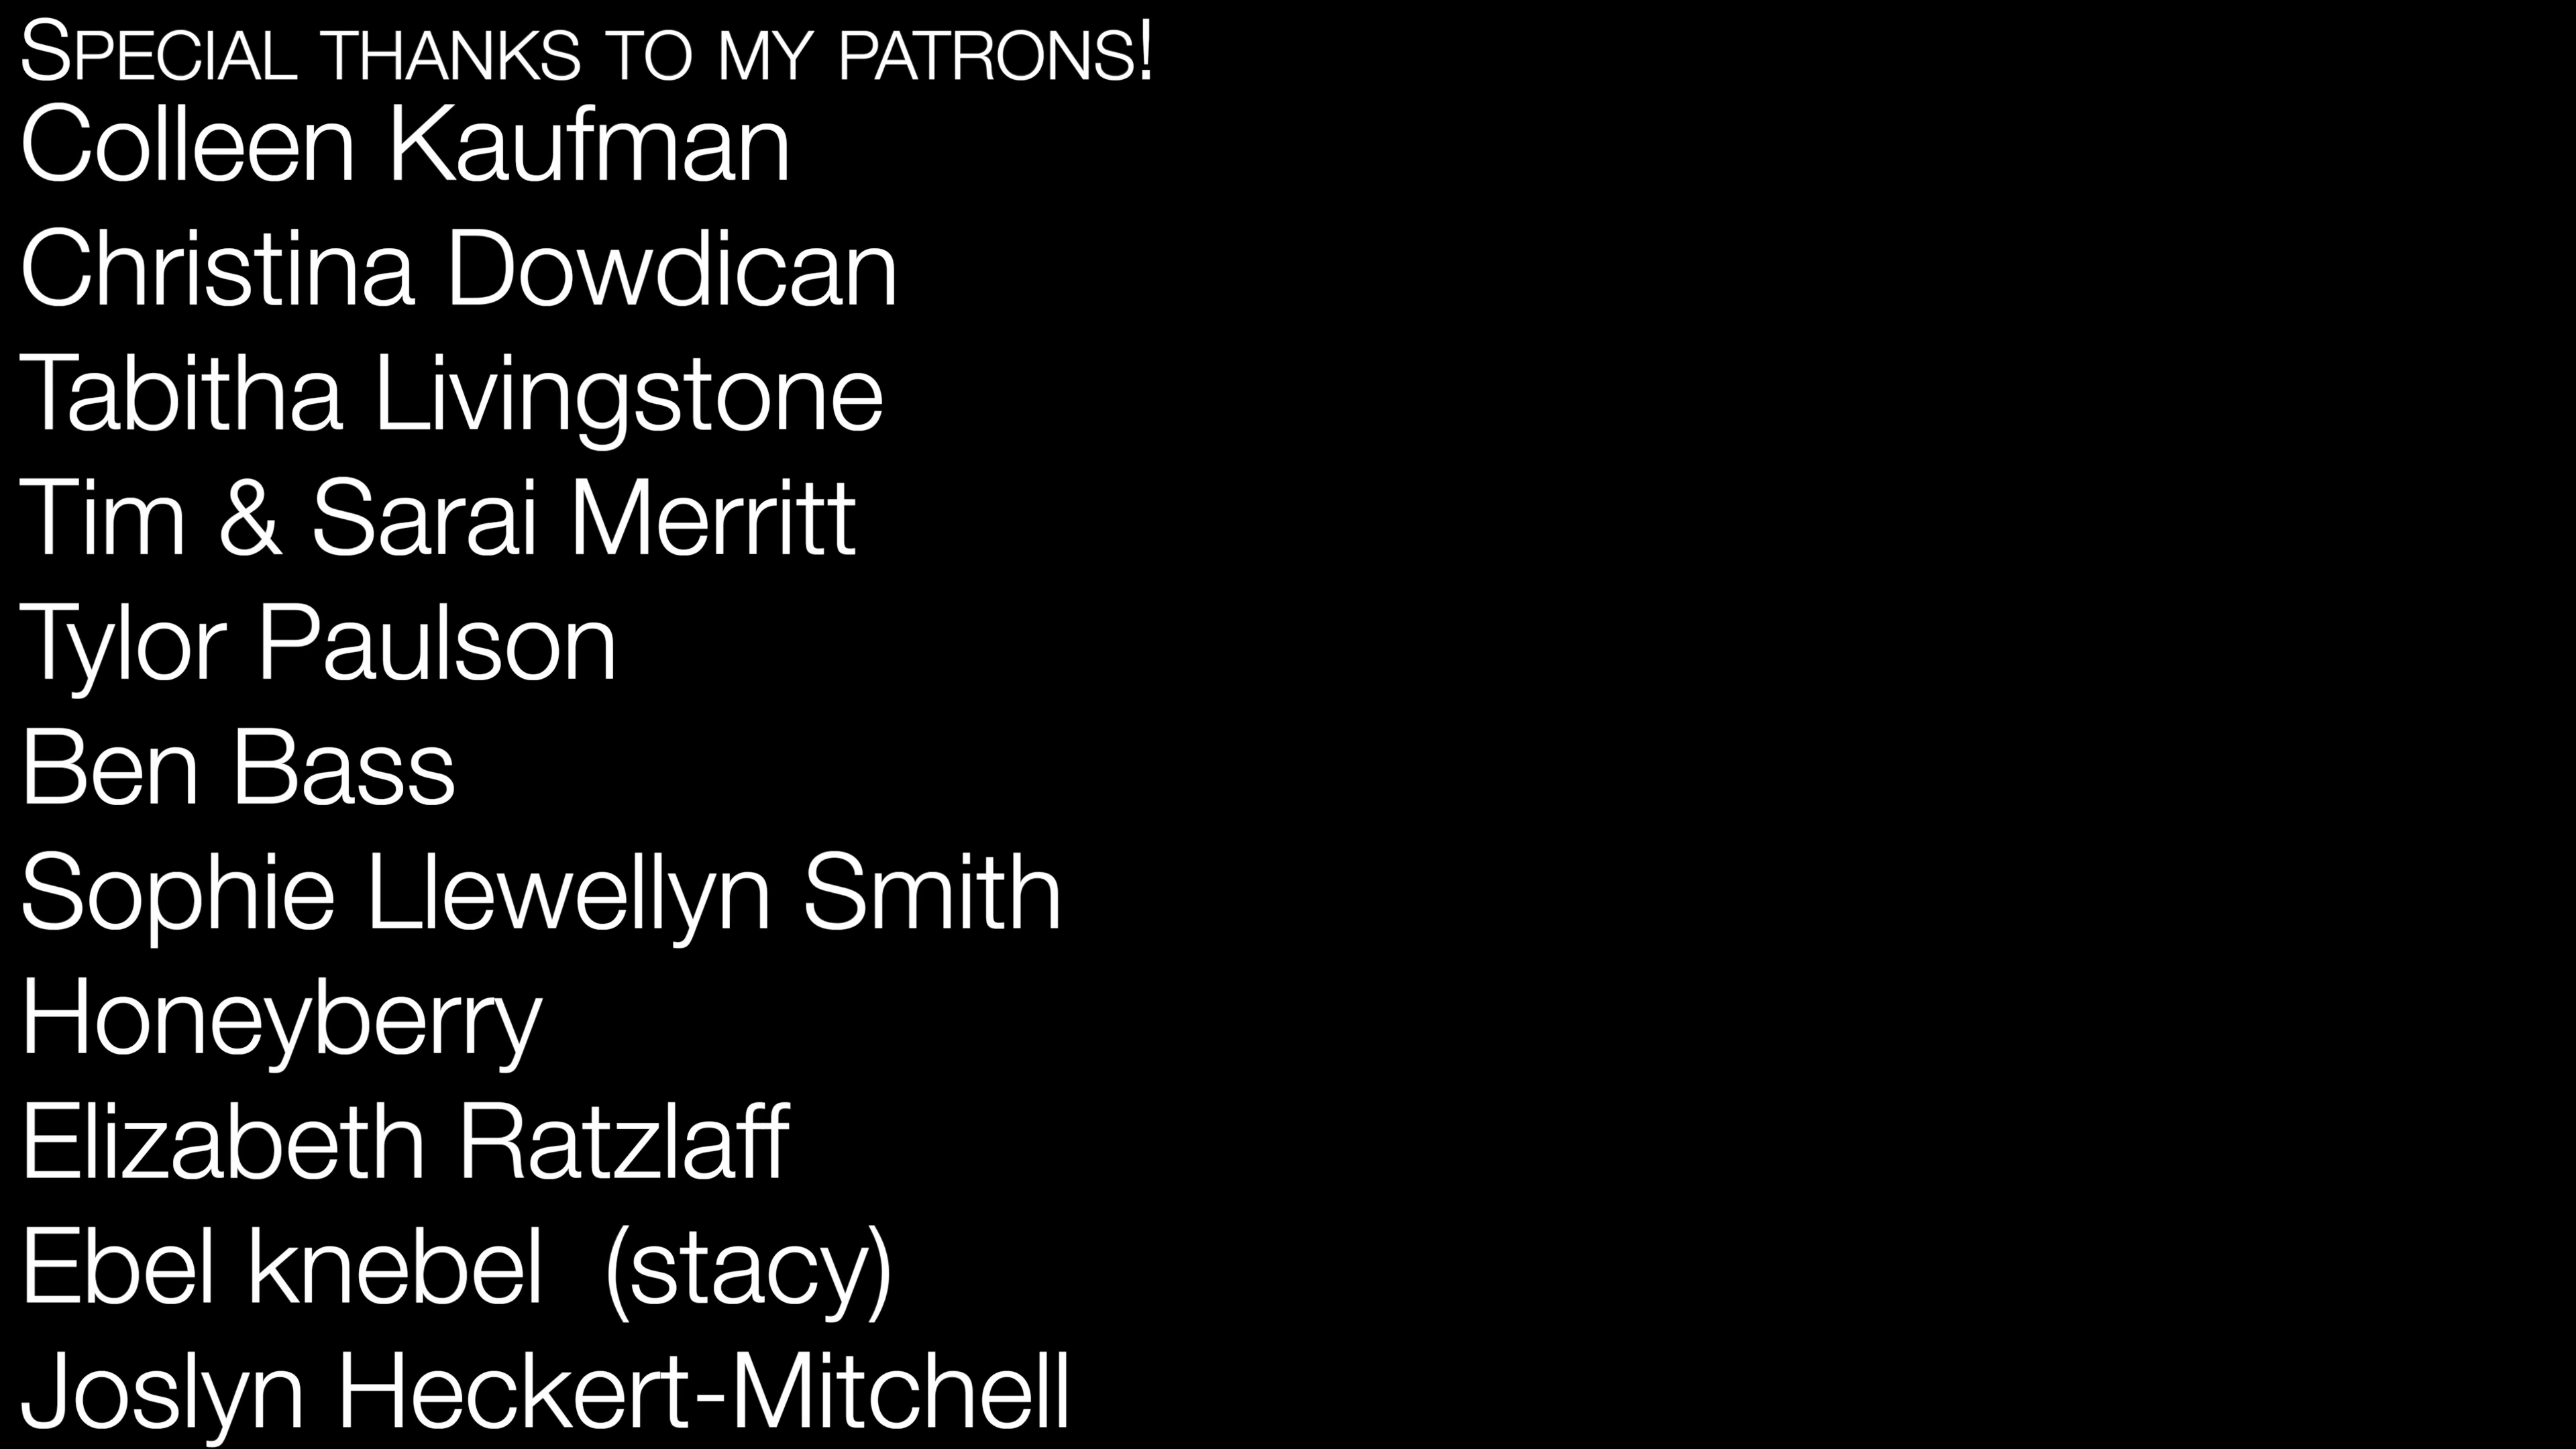 Special thanks to my patrons!
Colleen Kaufman
Christina Dowdican
Tabitha Livingstone
Tim & Sarai Merritt
Tylor Paulson
Ben Bass
Sophie Llewellyn Smith
Honeyberry
Elizabeth Ratzlaff
Ebel knebel  (stacy)
Joslyn Heckert-Mitchell